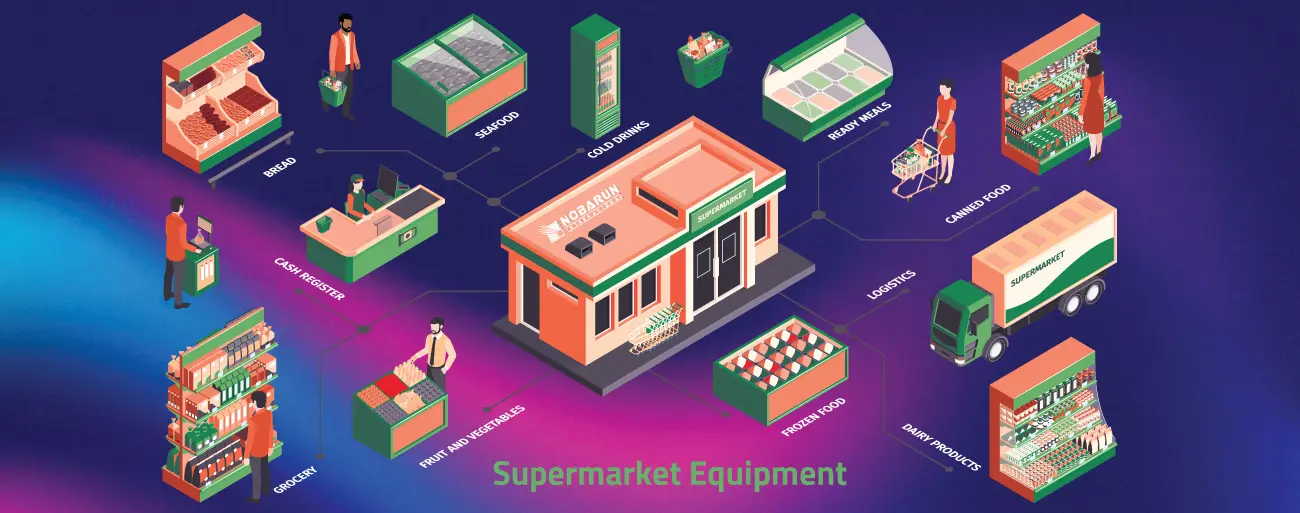 SEAFOOD
COLD DRINKS
READY MEALS
BREAD
CANNED FOOD
NOBARUN
SUPERMARKET
CASH REGISTER
LOGISTICS
SUPERMARKET
FRUIT AND VEGETABLES
FROZEN FOOD
DAIRY PRODUCTS
GROCERY
Supermarket Equipment